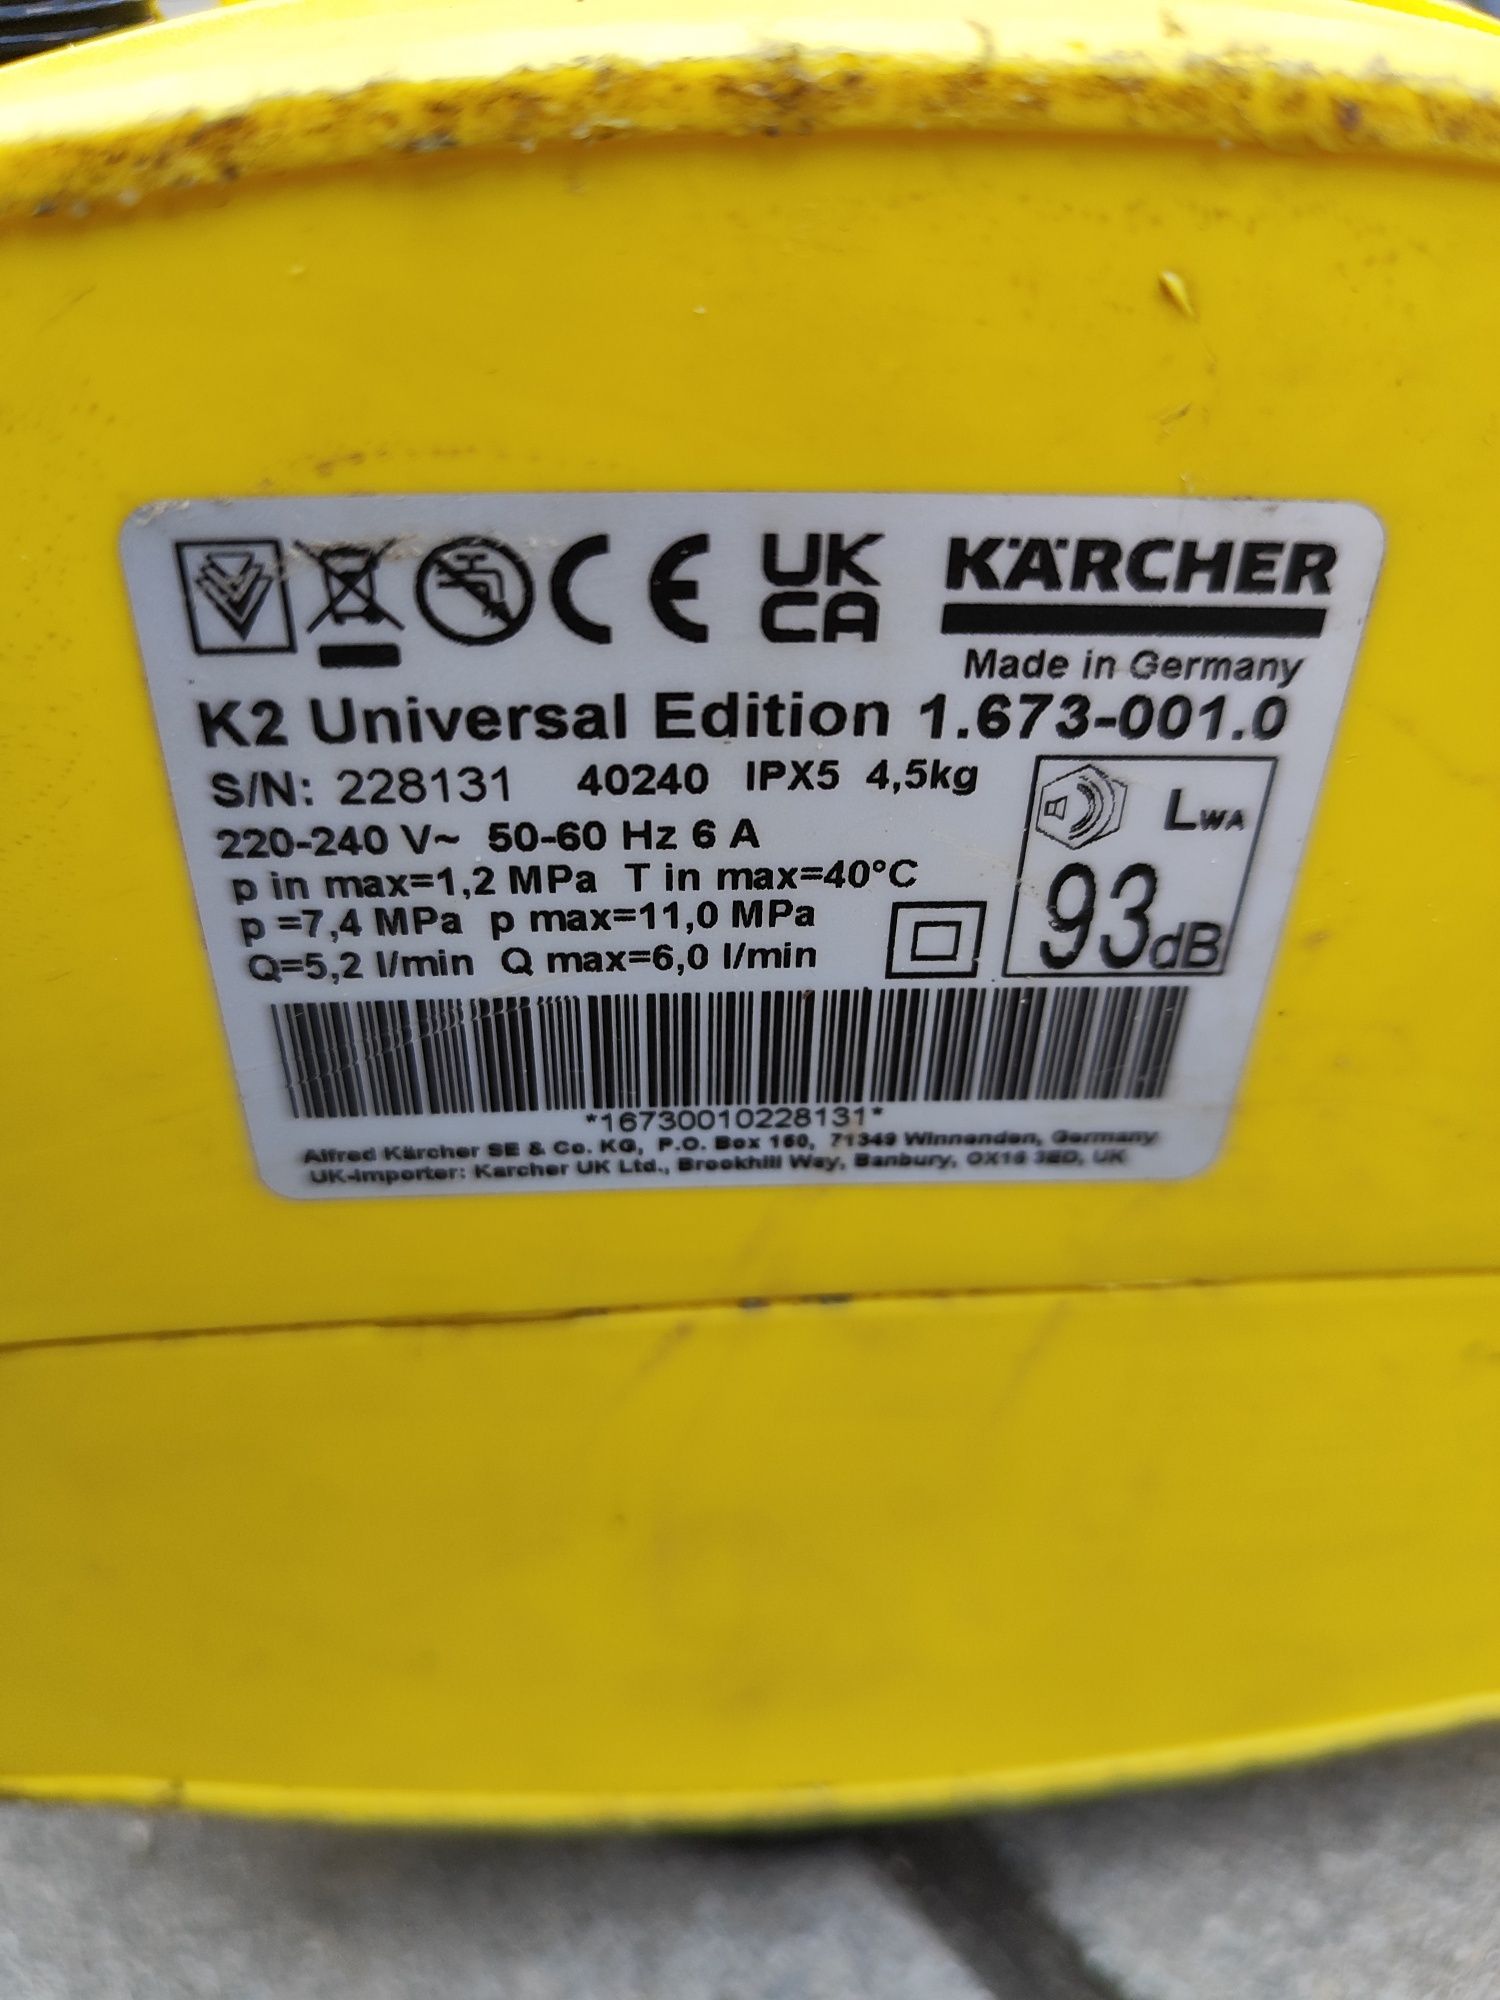 CE UK CA KÄRCHER
Made in Germany
K2 Universal Edition 1.673-001.0
S/N: 228131 40240 IPX5 4,5kg
220-240 V~ 50-60 Hz 6 A
p in max=1,2 MPa T in max=40°C
p =7,4 MPa p max=11,0 MPa
Q=5,2 l/min Q max=6,0 l/min
LWA
93dB
*16730010228131*
Alfred Kärcher SE & Co. KG, P.O. Box 160, 71349 Winnenden, Germany
UK-Importer: Karcher UK Ltd., Brookhill Way, Banbury, OX16 3ED, UK